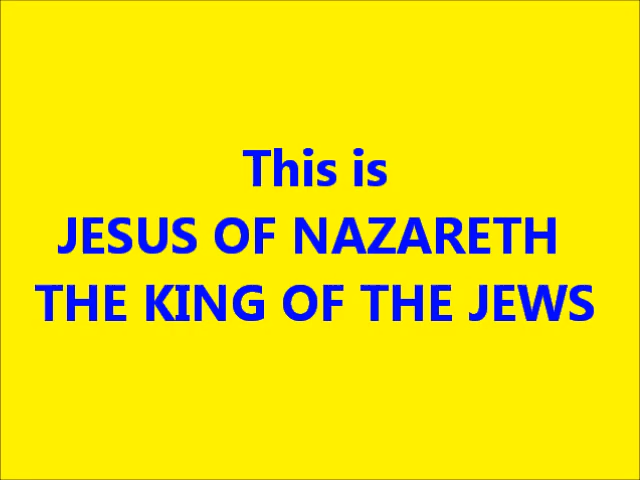 This is
JESUS OF NAZARETH
THE KING OF THE JEWS